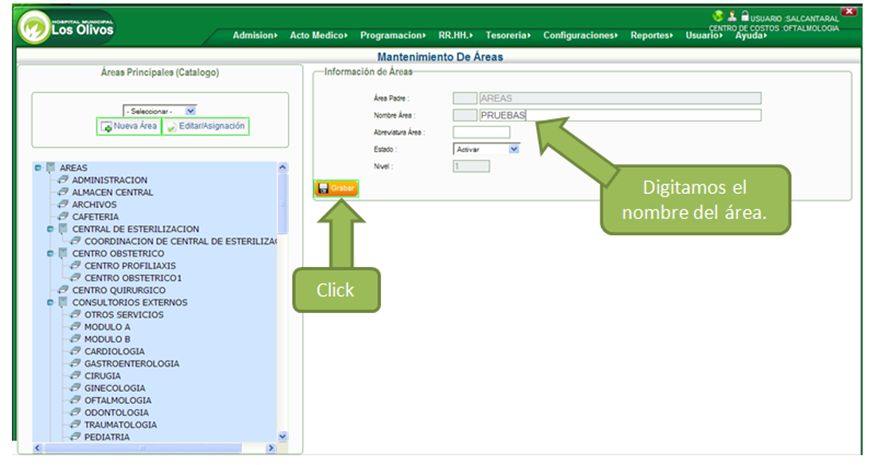 HOSPITAL MUNICIPAL
Los Olivos
USUARIO :SALCANTARAL
CENTRO DE COSTOS :OFTALMOLOGIA
Admision Acto Medico Programacion RR.HH. Tesoreria Configuraciones Reportes Usuario Ayuda
Mantenimiento De Áreas
Áreas Principales (Catalogo)
- Seleccionar -
Nueva Área Editar/Asignación
AREAS
ADMINISTRACION
ALMACEN CENTRAL
ARCHIVOS
CAFETERIA
CENTRAL DE ESTERILIZACION
COORDINACION DE CENTRAL DE ESTERILIZA
CENTRO OBSTETRICO
CENTRO PROFILIAXIS
CENTRO OBSTETRICO1
CENTRO QUIRURGICO
CONSULTORIOS EXTERNOS
OTROS SERVICIOS
MODULO A
MODULO B
CARDIOLOGIA
GASTROENTEROLOGIA
CIRUGIA
GINECOLOGIA
OFTALMOLOGIA
ODONTOLOGIA
TRAUMATOLOGIA
PEDIATRIA
Información de Áreas
Área Padre : AREAS
Nombre Área : PRUEBAS
Abreviatura Área :
Estado : Activar
Nivel : 1
Grabar
Digitamos el
nombre del área.
Click